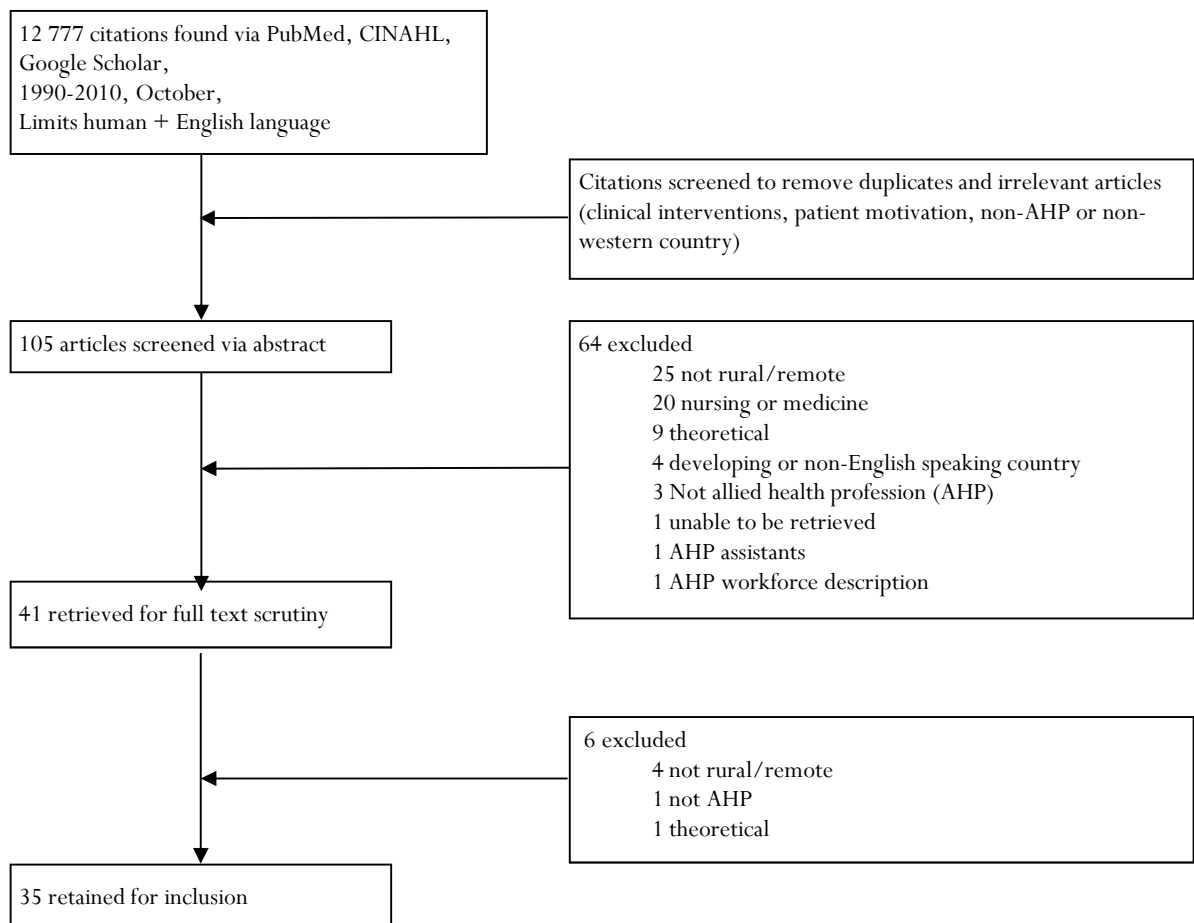 12 777 citations found via PubMed, CINAHL,
Google Scholar,
1990-2010, October,
Limits human + English language
Citations screened to remove duplicates and irrelevant articles
(clinical interventions, patient motivation, non-AHP or non-
western country)
105 articles screened via abstract
64 excluded
25 not rural/remote
20 nursing or medicine
9 theoretical
4 developing or non-English speaking country
3 Not allied health profession (AHP)
1 unable to be retrieved
1 AHP assistants
1 AHP workforce description
41 retrieved for full text scrutiny
6 excluded
4 not rural/remote
1 not AHP
1 theoretical
35 retained for inclusion